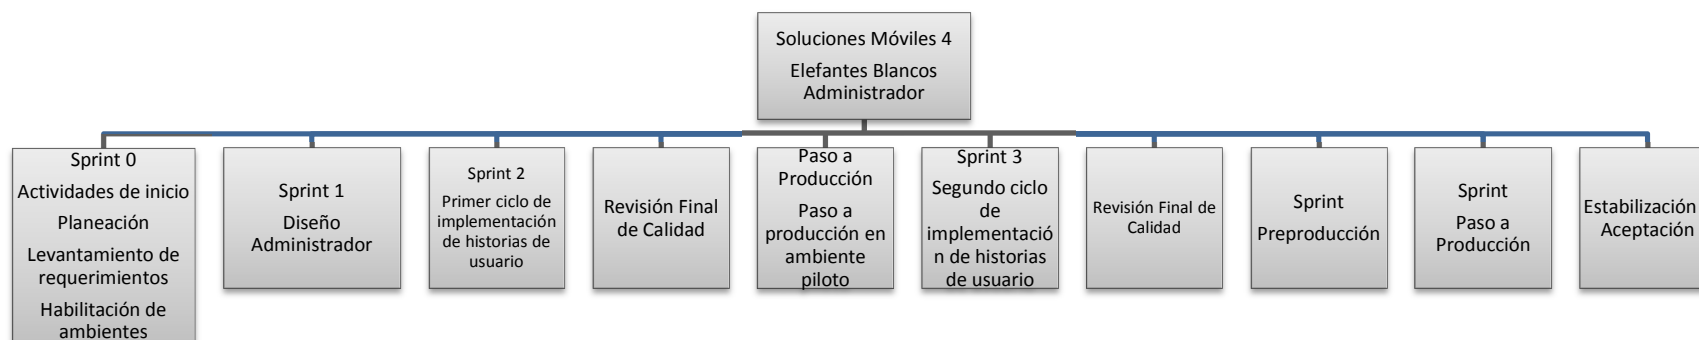 Soluciones Móviles 4
Elefantes Blancos
Administrador
Sprint 0
Actividades de inicio
Planeación
Levantamiento de
requerimientos
Habilitación de
ambientes
Sprint 1
Diseño
Administrador
Sprint 2
Primer ciclo de
implementación
de historias de
usuario
Revisión Final
de Calidad
Paso a
Producción
Paso a
producción en
ambiente
piloto
Sprint 3
Segundo ciclo
de
implementació
n de historias
de usuario
Revisión Final de
Calidad
Sprint
Preproducción
Sprint
Paso a
Producción
Estabilización
Aceptación